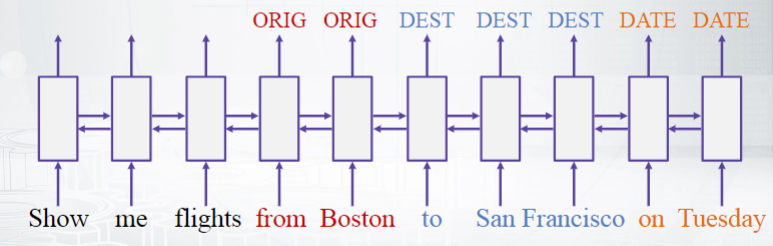 ORIG ORIG DEST DEST DEST DATE DATE
Show me flights from Boston to San Francisco on Tuesday